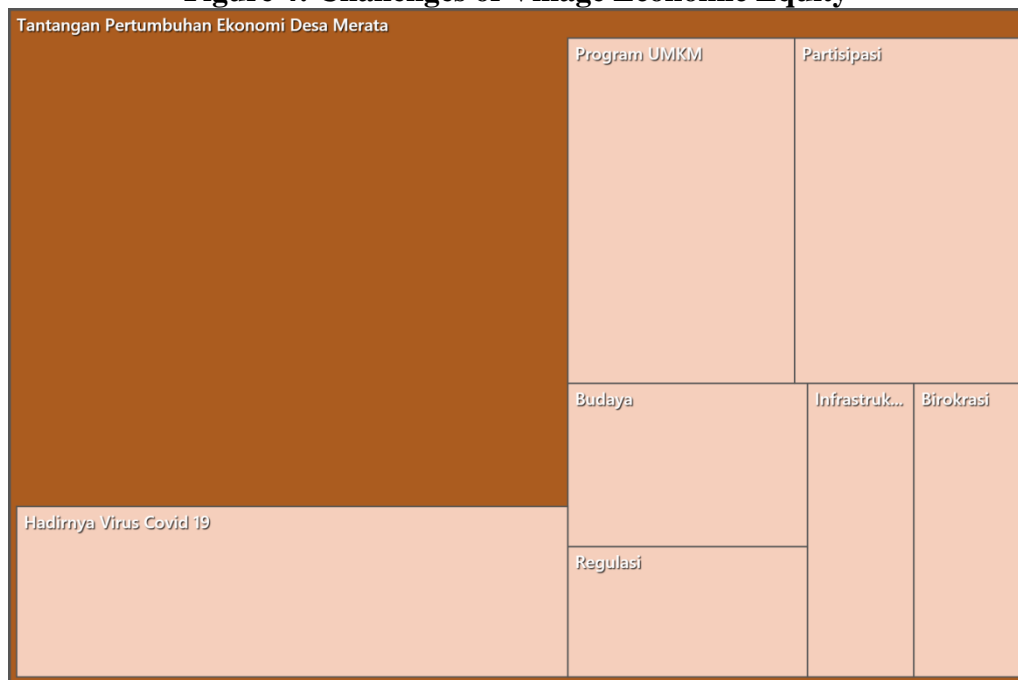 Figure 4. Challenges of Village Economic Equity
Tantangan Pertumbuhan Ekonomi Desa Merata
Program UMKM
Partisipasi
Budaya
Infrastruk...
Birokrasi
Hadirnya Virus Covid 19
Regulasi